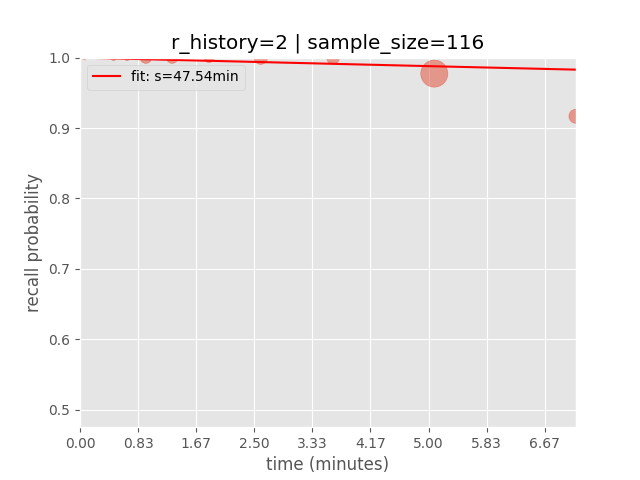 r_history=2 | sample_size=116
fit: s=47.54min
1.0
0.9
0.8
0.7
0.6
0.5
recall probability
0.00 0.83 1.67 2.50 3.33 4.17 5.00 5.83 6.67
time (minutes)